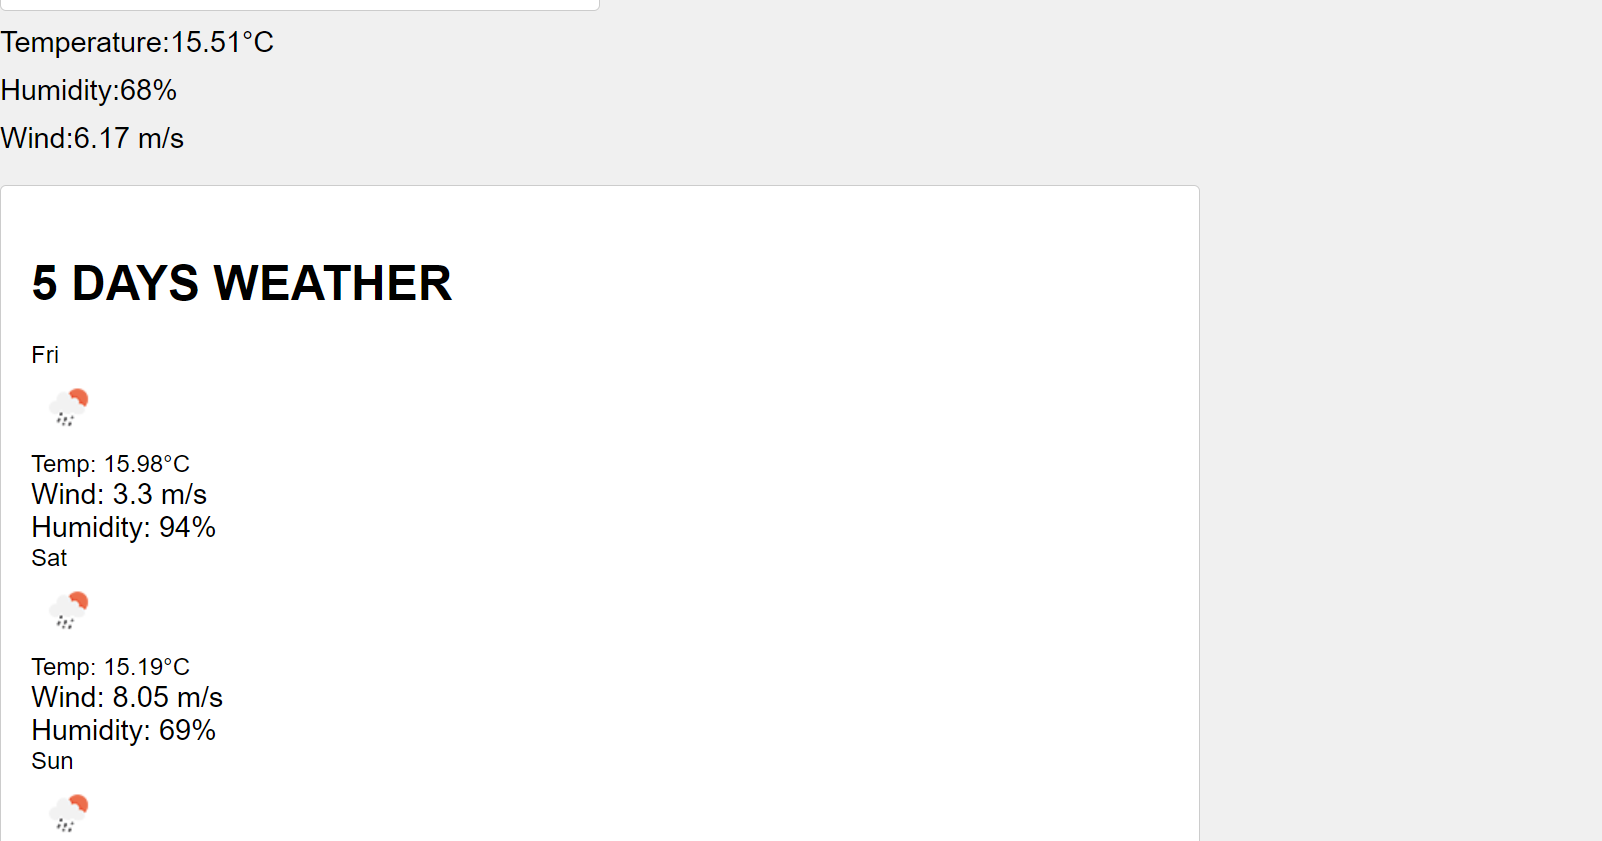 Temperature:15.51°C
Humidity:68%
Wind:6.17 m/s
5 DAYS WEATHER
Fri
Temp: 15.98°C
Wind: 3.3 m/s
Humidity: 94%
Sat
Temp: 15.19°C
Wind: 8.05 m/s
Humidity: 69%
Sun